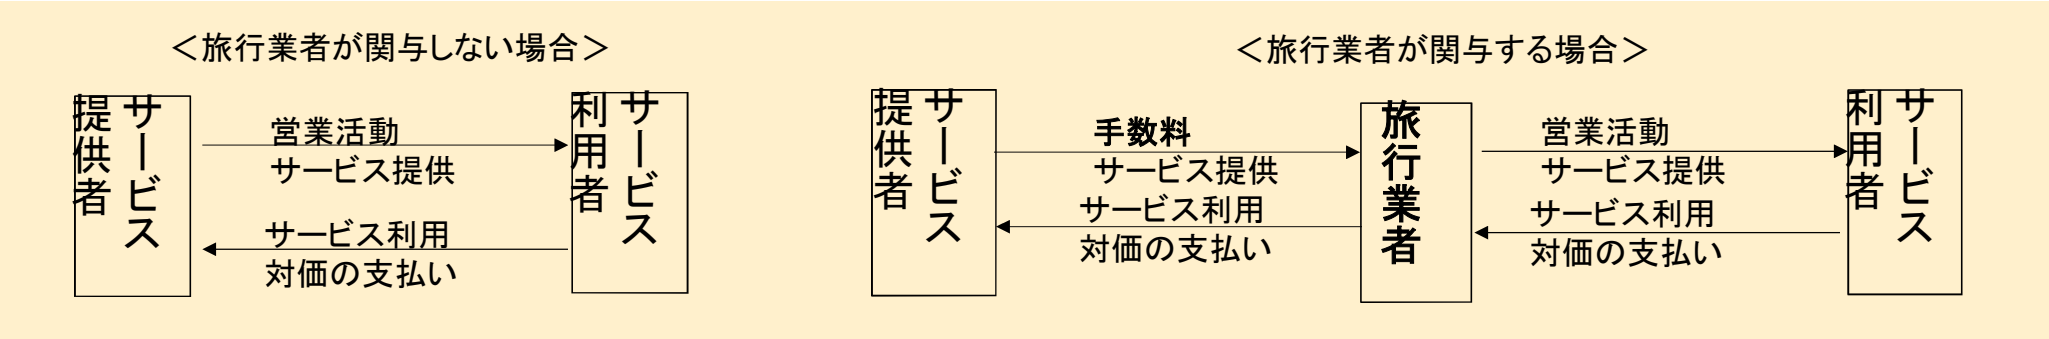 ＜旅行業者が関与しない場合＞
サービス
提供者
営業活動
サービス提供
サービス利用
対価の支払い
サービス
利用者
＜旅行業者が関与する場合＞
サービス
提供者
手数料
サービス提供
サービス利用
対価の支払い
旅行業者
営業活動
サービス提供
サービス利用
対価の支払い
サービス
利用者